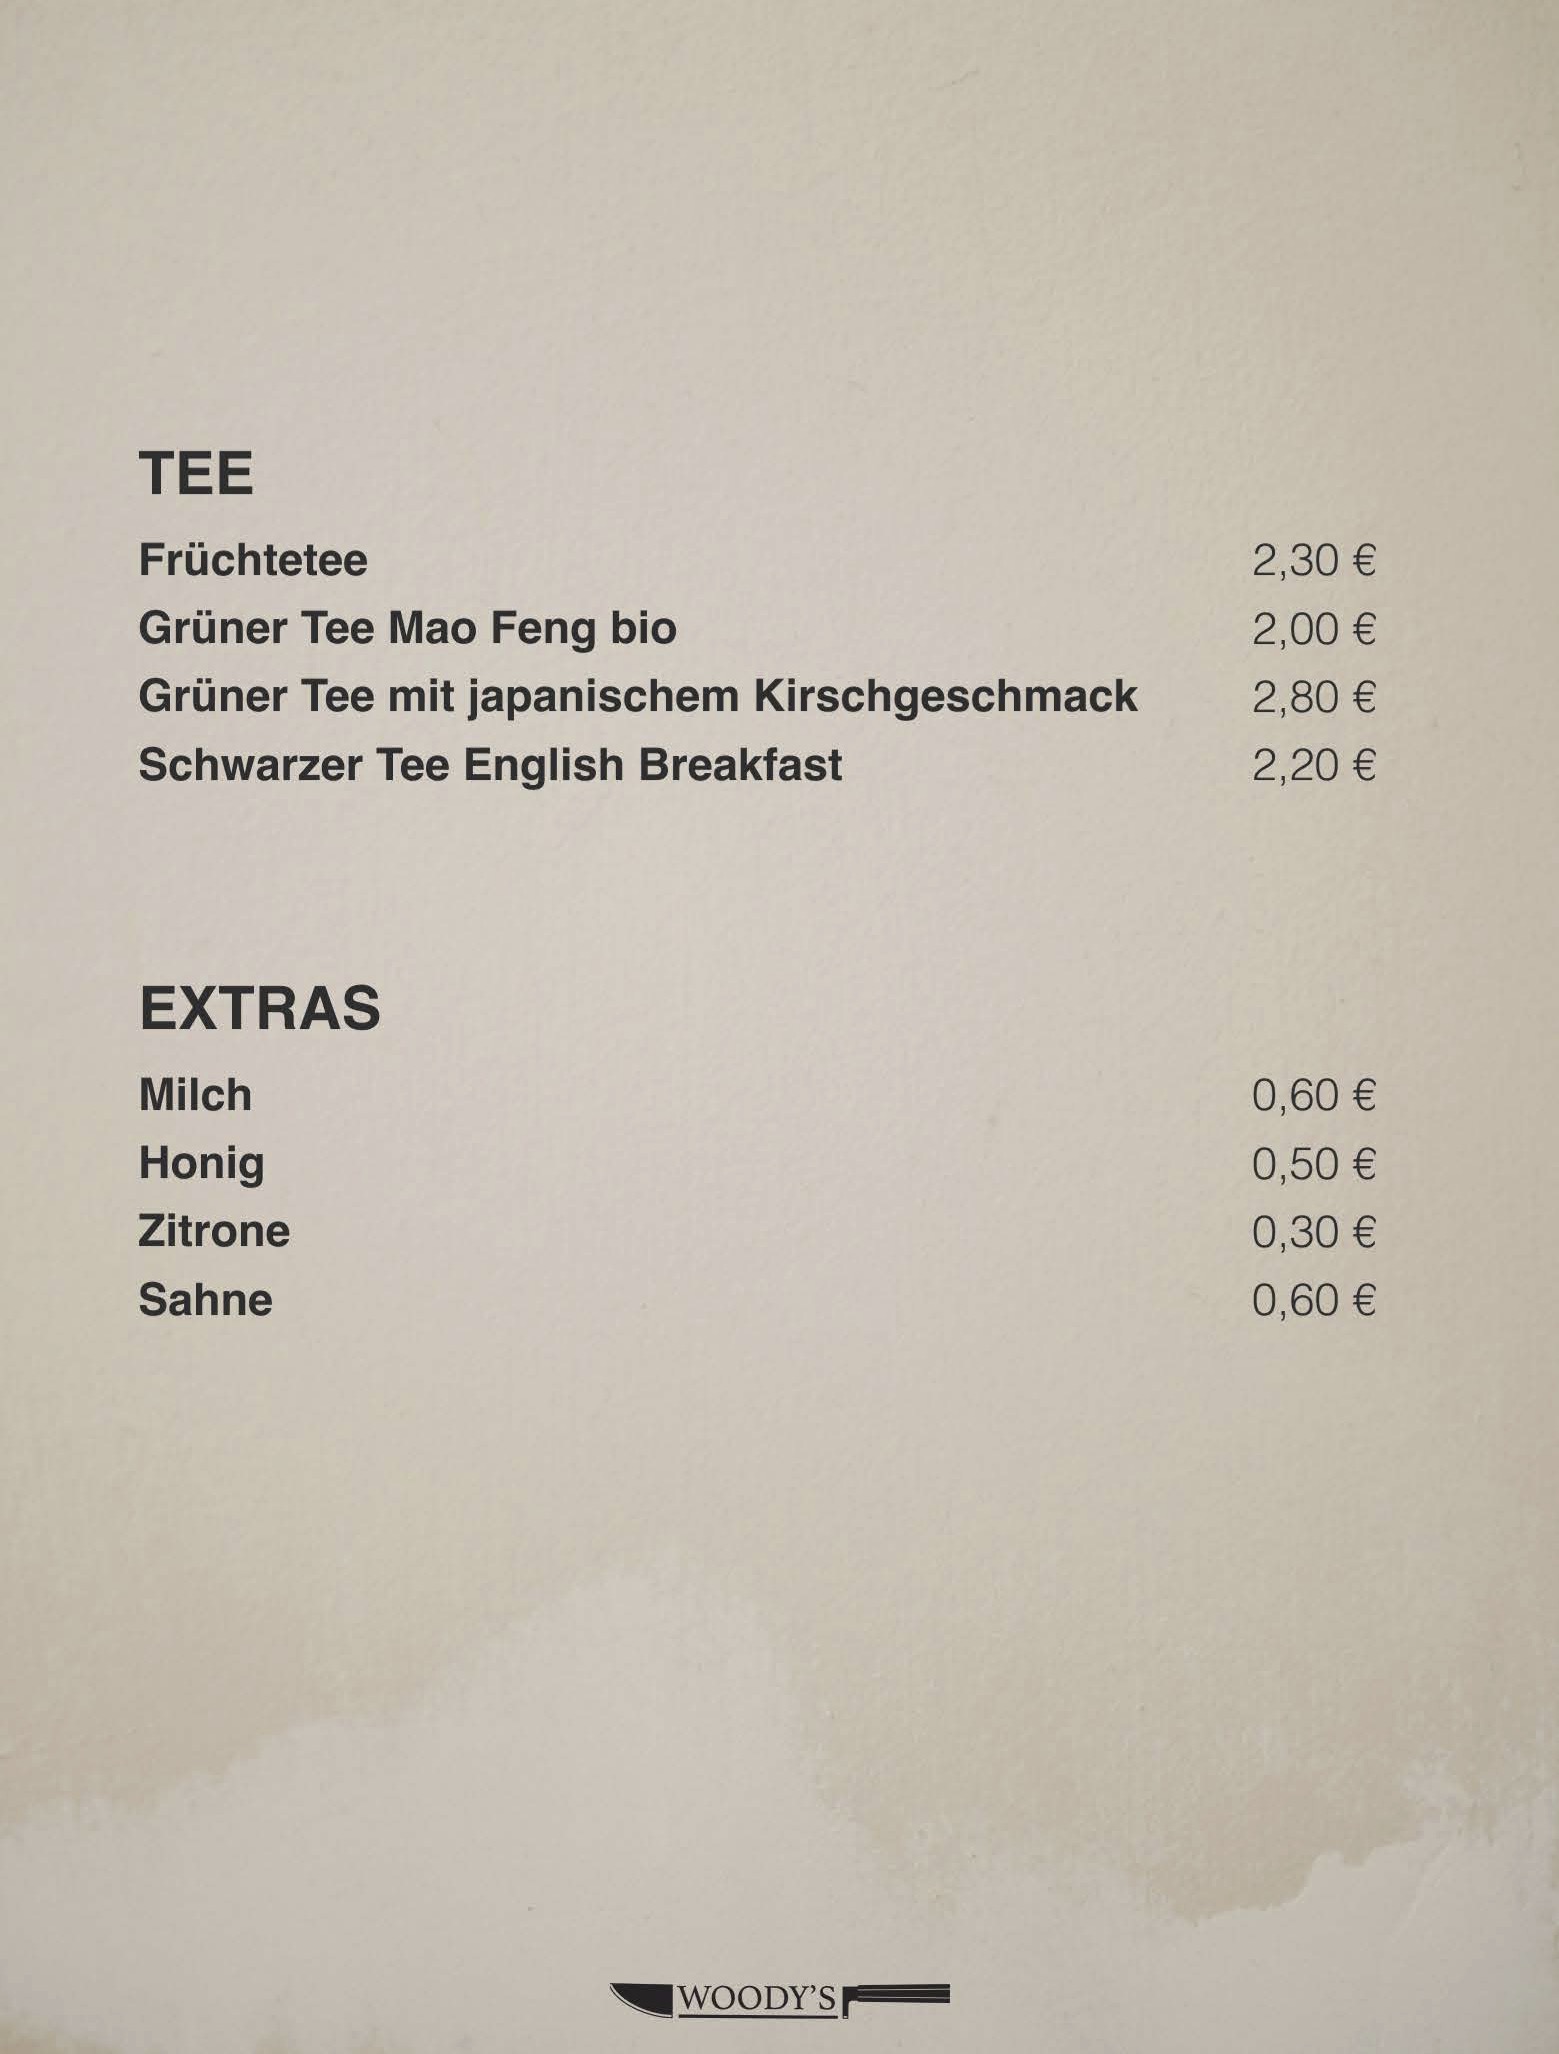 TEE
Früchtetee 2,30 €
Grüner Tee Mao Feng bio 2,00 €
Grüner Tee mit japanischem Kirschgeschmack 2,80 €
Schwarzer Tee English Breakfast 2,20 €
EXTRAS
Milch 0,60 €
Honig 0,50 €
Zitrone 0,30 €
Sahne 0,60 €
WOODY'S